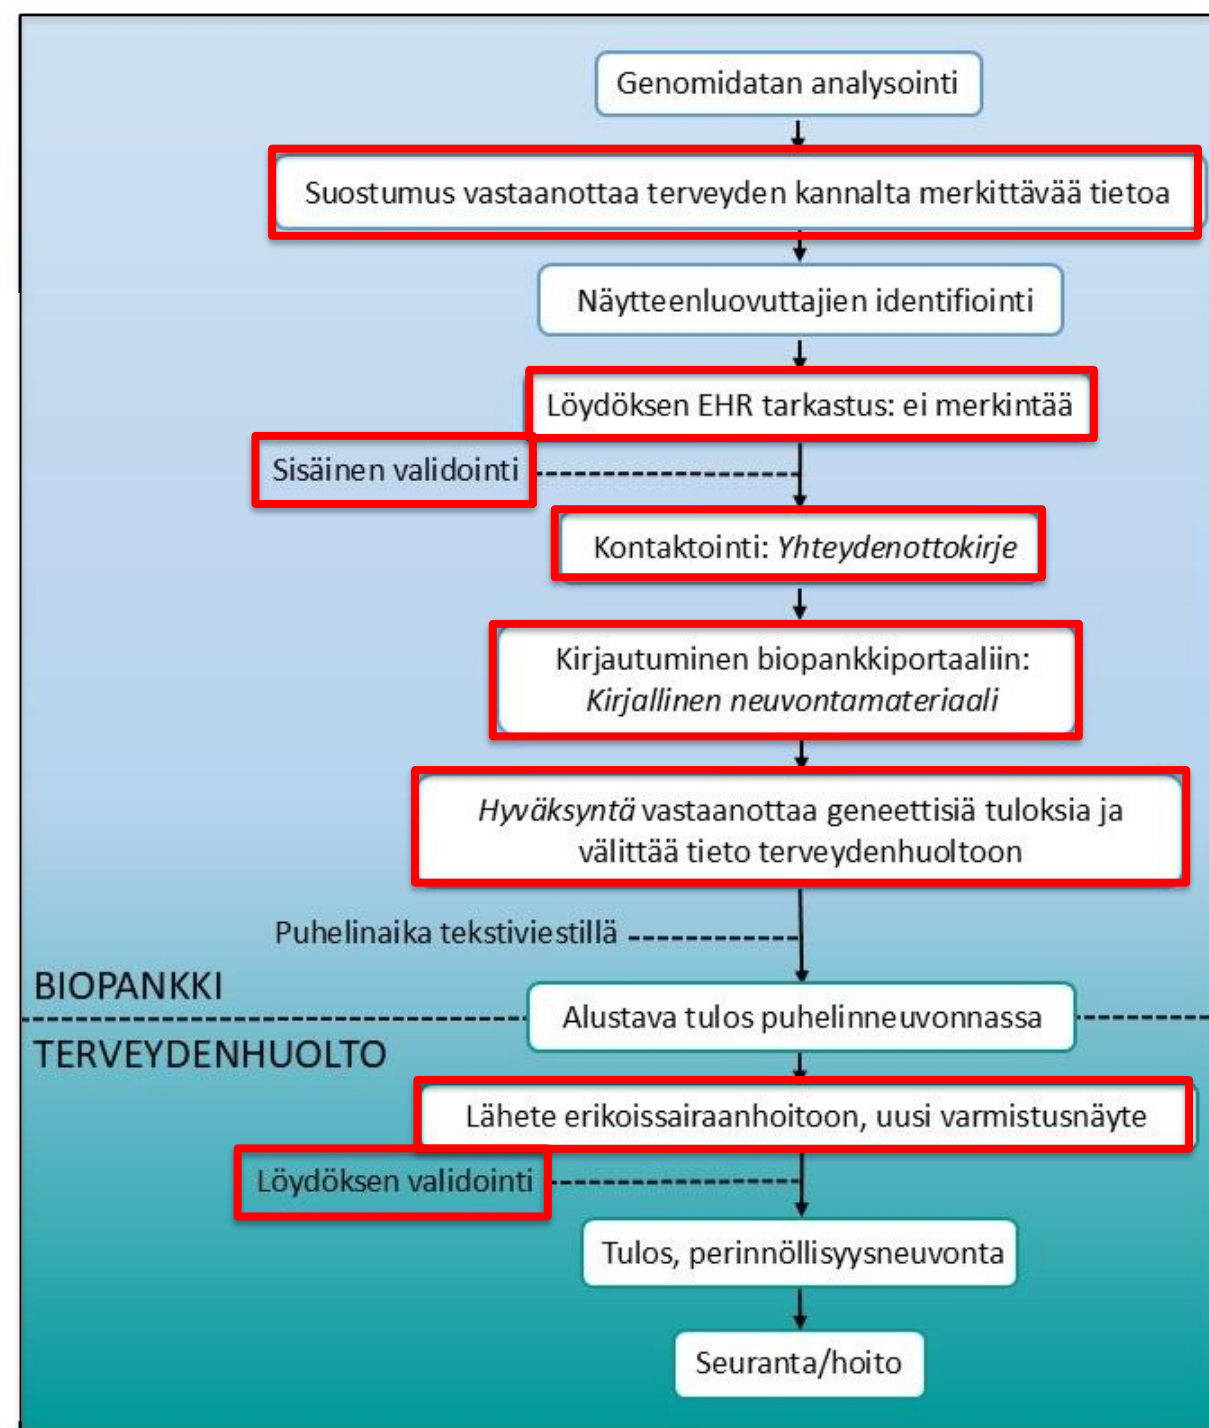 Genomidatan analysointi
Suostumus vastaanottaa terveyden kannalta merkittävää tietoa
Näytteenluovuttajien identifiointi
Löydöksen EHR tarkastus: ei merkintää
Sisäinen validointi
Kontaktointi: Yhteydenottokirje
Kirjautuminen biopankkiportaaliin:
Kirjallinen neuvontamateriaali
Hyväksyntä vastaanottaa geneettisiä tuloksia ja
välittää tieto terveydenhuoltoon
Puhelinaika tekstiviestillä
BIOPANKKI
Alustava tulos puhelinneuvonnassa
TERVEYDENHUOLTO
Lähete erikoissairaanhoitoon, uusi varmistusnäyte
Löydöksen validointi
Tulos, perinnöllisyysneuvonta
Seuranta/hoito